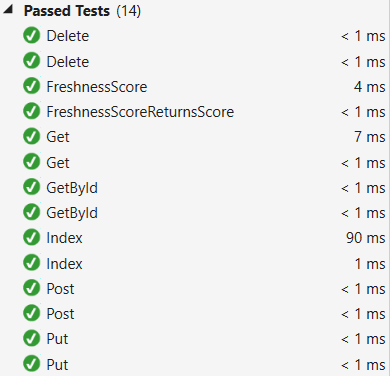 Passed Tests (14)
Delete < 1 ms
Delete < 1 ms
FreshnessScore 4 ms
FreshnessScoreReturnsScore < 1 ms
Get 7 ms
Get < 1 ms
GetById < 1 ms
GetById < 1 ms
Index 90 ms
Index 1 ms
Post < 1 ms
Post < 1 ms
Put < 1 ms
Put < 1 ms